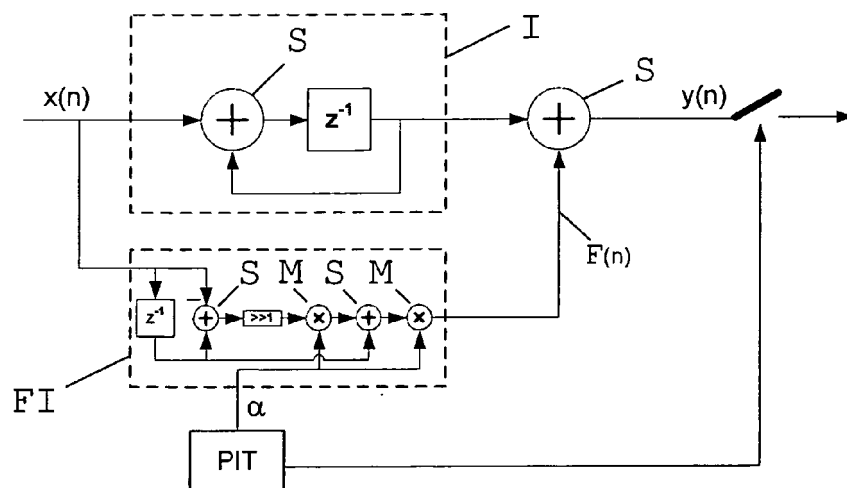 I
S
S
x(n)
+
z⁻¹
+
y(n)
F(n)
S M S M
−
z⁻¹
+
>>1
×
+
×
FI
α
PIT